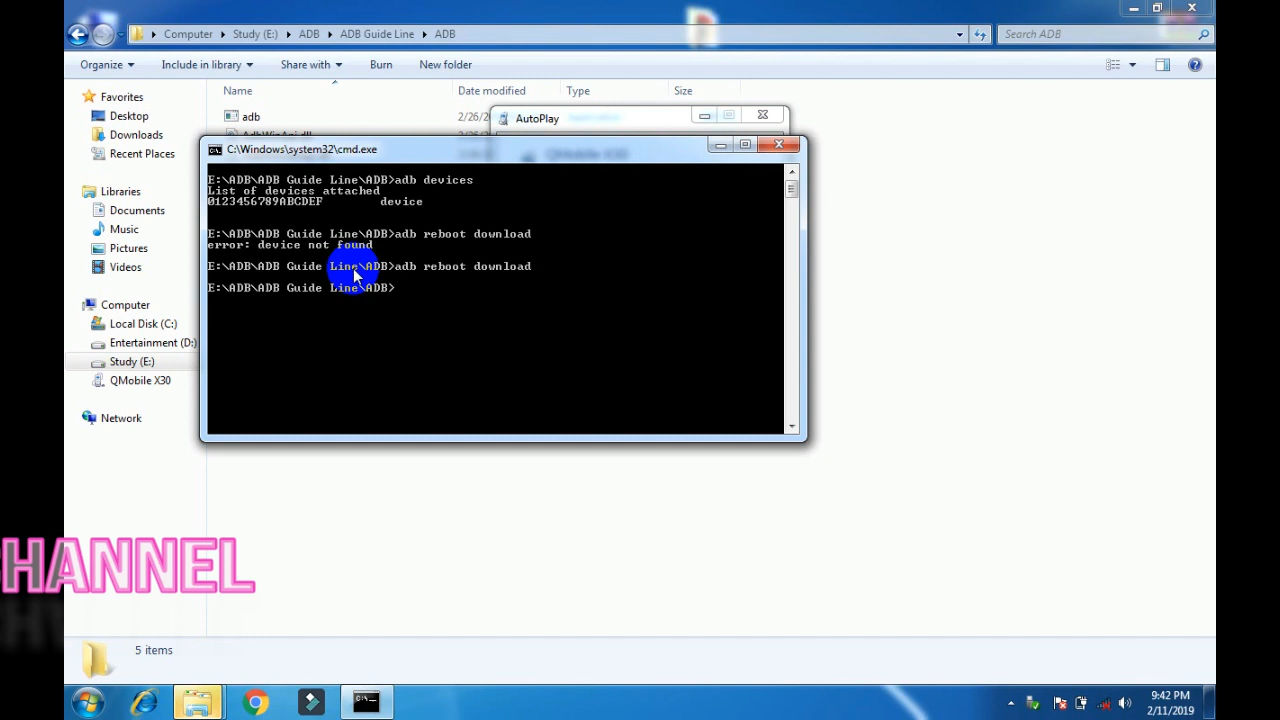 Computer Study (E:) ADB ADB Guide Line ADB
Search ADB
Organize Include in library Share with Burn New folder
Favorites
Desktop
Downloads
Recent Places
Libraries
Documents
Music
Pictures
Videos
Computer
Local Disk (C:)
Entertainment (D:)
Study (E:)
QMobile X30
Network
Name Date modified Type Size
adb 2/26/2
AutoPlay
C:\Windows\system32\cmd.exe
E:\ADB\ADB Guide Line\ADB>adb devices
List of devices attached
0123456789ABCDEF device
E:\ADB\ADB Guide Line\ADB>adb reboot download
error: device not found
E:\ADB\ADB Guide Line\ADB>adb reboot download
E:\ADB\ADB Guide Line\ADB>
CHANNEL
5 items
9:42 PM
2/11/2019